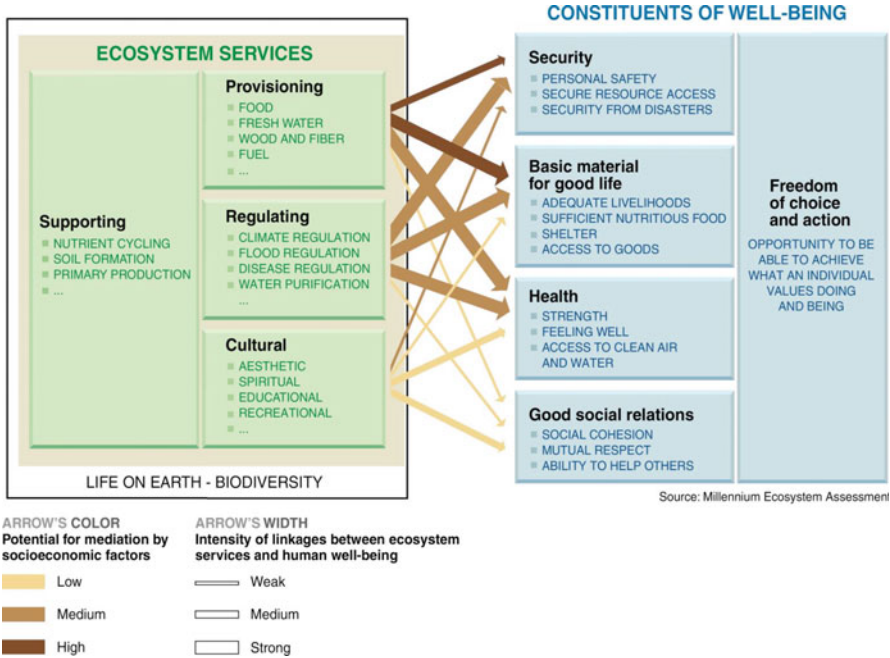 CONSTITUENTS OF WELL-BEING
ECOSYSTEM SERVICES
Supporting
NUTRIENT CYCLING
SOIL FORMATION
PRIMARY PRODUCTION
...
Provisioning
FOOD
FRESH WATER
WOOD AND FIBER
FUEL
...
Regulating
CLIMATE REGULATION
FLOOD REGULATION
DISEASE REGULATION
WATER PURIFICATION
...
Cultural
AESTHETIC
SPIRITUAL
EDUCATIONAL
RECREATIONAL
...
LIFE ON EARTH - BIODIVERSITY
Security
PERSONAL SAFETY
SECURE RESOURCE ACCESS
SECURITY FROM DISASTERS
Basic material
for good life
ADEQUATE LIVELIHOODS
SUFFICIENT NUTRITIOUS FOOD
SHELTER
ACCESS TO GOODS
Health
STRENGTH
FEELING WELL
ACCESS TO CLEAN AIR
AND WATER
Good social relations
SOCIAL COHESION
MUTUAL RESPECT
ABILITY TO HELP OTHERS
Freedom
of choice
and action
OPPORTUNITY TO BE
ABLE TO ACHIEVE
WHAT AN INDIVIDUAL
VALUES DOING
AND BEING
Source: Millennium Ecosystem Assessment
ARROW'S COLOR
Potential for mediation by
socioeconomic factors
Low
Medium
High
ARROW'S WIDTH
Intensity of linkages between ecosystem
services and human well-being
Weak
Medium
Strong